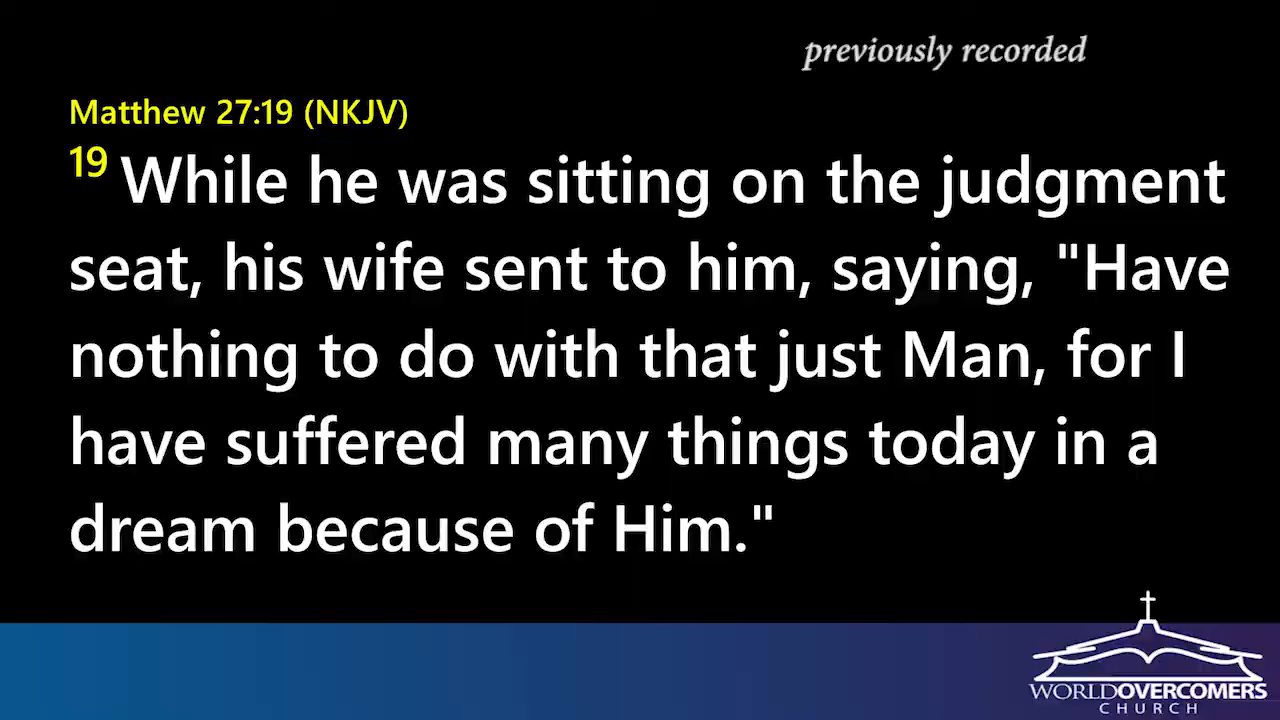 previously recorded
Matthew 27:19 (NKJV)
19 While he was sitting on the judgment
seat, his wife sent to him, saying, "Have
nothing to do with that just Man, for I
have suffered many things today in a
dream because of Him."
WORLDOVERCOMERS
CHURCH